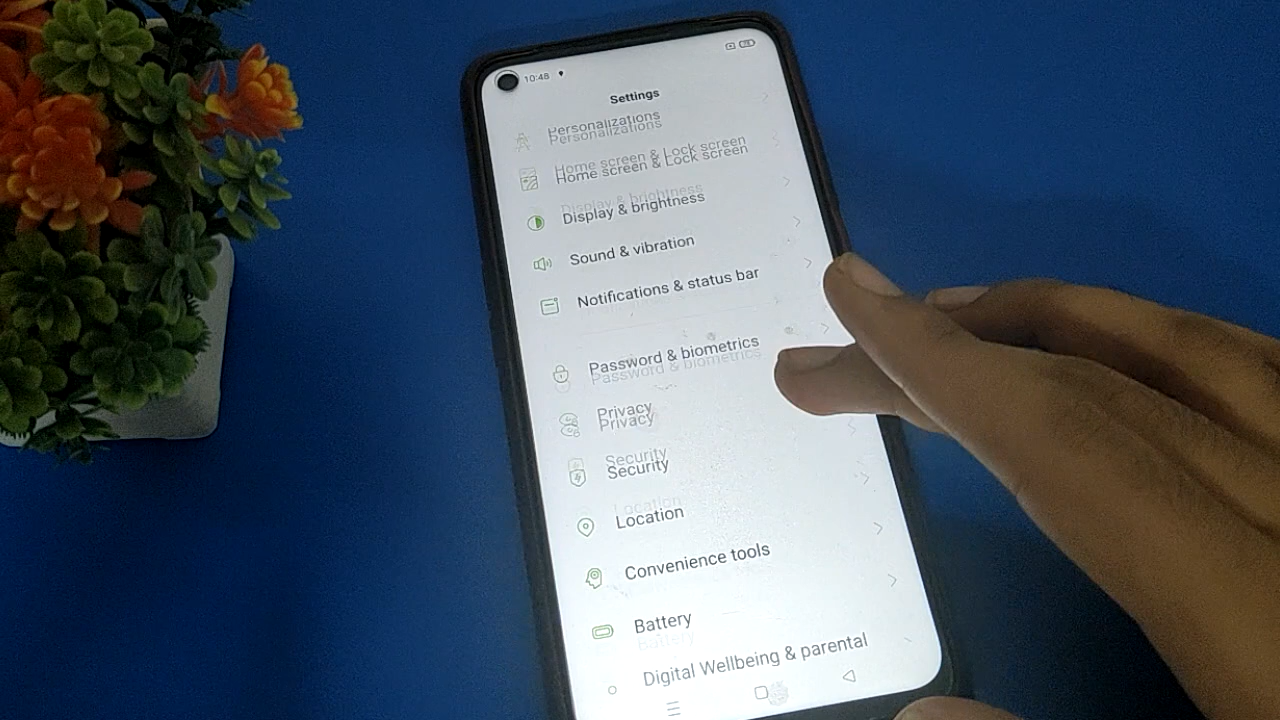 10:48
Settings
Personalizations
Home screen & Lock screen
Display & brightness
Sound & vibration
Notifications & status bar
Password & biometrics
Privacy
Security
Location
Convenience tools
Battery
Digital Wellbeing & parental